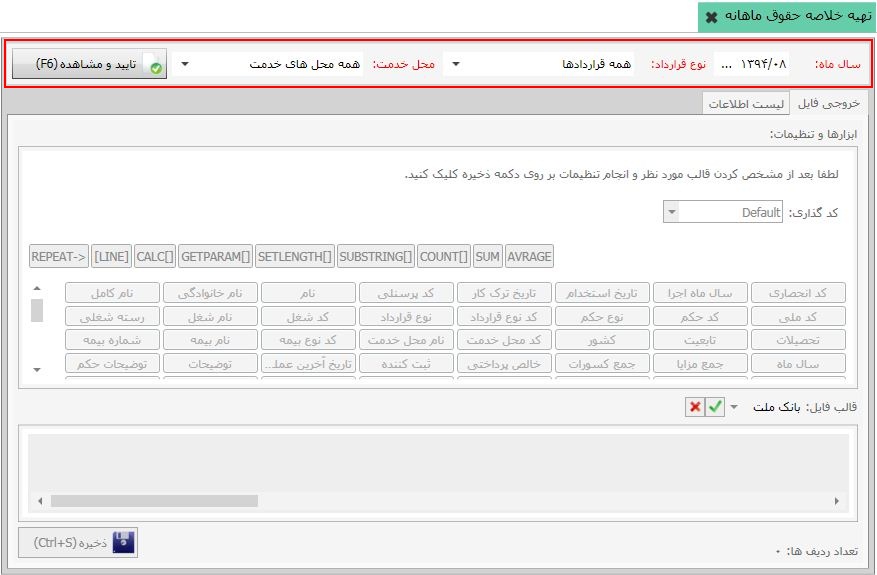 تهیه خلاصه حقوق ماهانه
سال ماه: ۱۳۹۴/۰۸ ... نوع قرارداد: همه قراردادها محل خدمت: همه محل های خدمت تایید و مشاهده (F6)
خروجی فایل لیست اطلاعات
ابزارها و تنظیمات:
لطفا بعد از مشخص کردن قالب مورد نظر و انجام تنظیمات بر روی دکمه ذخیره کلیک کنید.
کد گذاری: Default
REPEAT-> [LINE] CALC[] GETPARAM[] SETLENGTH[] SUBSTRING[] COUNT[] SUM AVRAGE
کد انحصاری سال ماه اجرا تاریخ استخدام تاریخ ترک کار کد پرسنلی نام نام خانوادگی نام کامل
کد ملی کد حکم نوع حکم کد نوع قرارداد نوع قرارداد کد شغل نام شغل رسته شغلی
تحصیلات تابعیت کشور کد محل خدمت نام محل خدمت کد نوع بیمه نام بیمه شماره بیمه
سال ماه جمع مزایا جمع کسورات خالص پرداختی ثبت کننده تاریخ آخرین عملـ... توضیحات توضیحات حکم
قالب فایل: بانک ملت
ذخیره (Ctrl+S)
تعداد ردیف ها: ۰